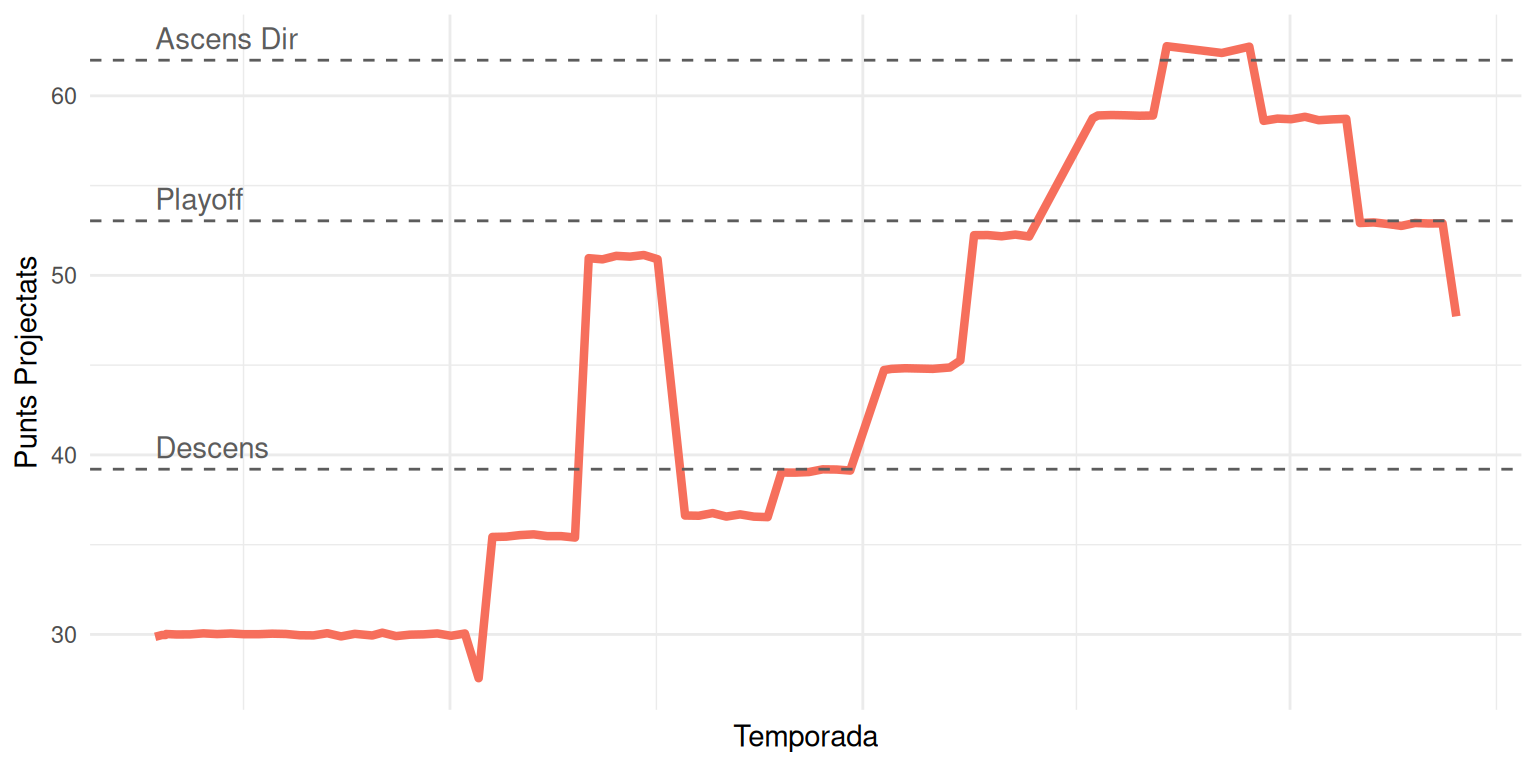 Ascens Dir
60
Playoff
50
Descens
40
30
Punts Projectats
Temporada